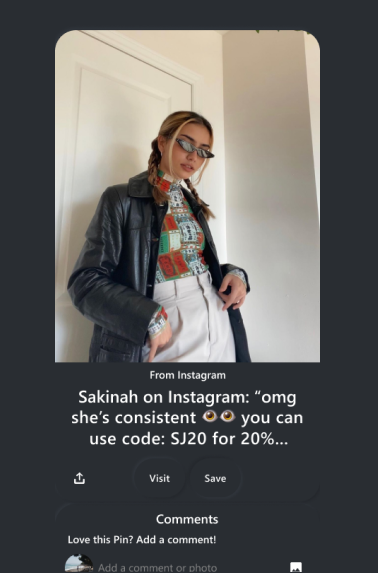 From Instagram
Sakinah on Instagram: “omg
she’s consistent 👁️👁️ you can
use code: SJ20 for 20%...
Visit
Save
Comments
Love this Pin? Add a comment!
Add a comment or photo